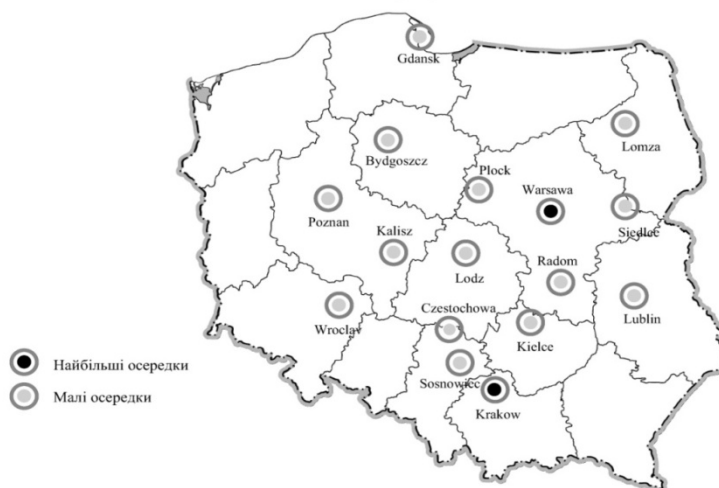 Gdansk
Lomza
Bydgoszcz
Plock
Warsawa
Siedlce
Poznan
Kalisz
Lodz
Radom
Lublin
Wroclav
Czestochowa
Kielce
Sosnowiec
Krakow
Найбільші осередки
Малі осередки